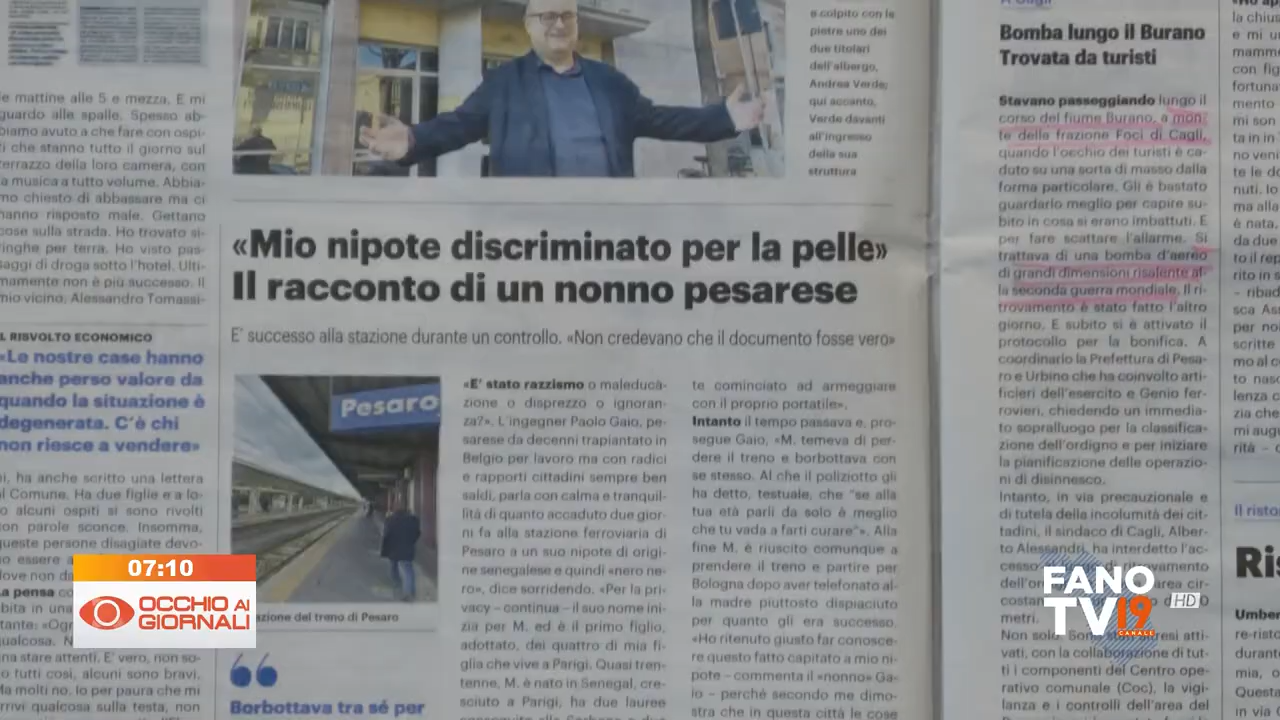 le mattine alle 5 e mezza. E mi
guardo alle spalle. Spesso ab-
biamo avuto a che fare con ospi-
ti che stanno tutto il giorno sul
terrazzo della loro camera, con
la musica a tutto volume. Abbia-
mo chiesto di abbassare ma ci
hanno risposto male. Gettano
cose sulla strada. Ho trovato si-
ringhe per terra. Ho visto pas-
saggi di droga sotto l'hotel. Ulti-
mamente non è più successo. Il
mio vicino, Alessandro Tomassi-
IL RISVOLTO ECONOMICO
«Le nostre case hanno
anche perso valore da
quando la situazione è
degenerata. C'è chi
non riesce a vendere»
ni, ha anche scritto una lettera
al Comune. Ha due figlie e a lo-
ro alcuni ospiti si sono rivolti
con parole sconce. Insomma,
queste persone disagiate devo-
no essere
dove non da
La pensa co
bita in una
tante: «Ogn
qualcosa. N
na stare attenti. E' vero, non so-
o tutti così, alcuni sono bravi.
Ma molti no. Io per paura che mi
arrivi qualcosa sulla testa, non
e colpito con le
pietre uno dei
due titolari
dell'albergo,
Andrea Verde;
qui accanto,
Verde davanti
all'ingresso
della sua
struttura
«Mio nipote discriminato per la pelle»
Il racconto di un nonno pesarese
E' successo alla stazione durante un controllo. «Non credevano che il documento fosse vero»
Pesaro
zione del treno di Pesaro
Borbottava tra sé per
«E' stato razzismo o maleduca-
zione o disprezzo o ignoran-
za?». L'ingegner Paolo Gaio, pe-
sarese da decenni trapiantato in
Belgio per lavoro ma con radici
e rapporti cittadini sempre ben
saldi, parla con calma e tranquil-
lità di quanto accaduto due gior-
ni fa alla stazione ferroviaria di
Pesaro a un suo nipote di origi-
ne senegalese e quindi «nero ne-
ro», dice sorridendo. «Per la pri-
vacy – continua – il suo nome ini-
zia per M. ed è il primo figlio,
adottato, dei quattro di mia fi-
glia che vive a Parigi. Quasi tren-
tenne, M. è nato in Senegal, cre-
sciuto a Parigi, ha due lauree
te cominciato ad armeggiare
con il proprio portatile».
Intanto il tempo passava e, pro-
segue Gaio, «M. temeva di per-
dere il treno e borbottava con
se stesso. Al che il poliziotto gli
ha detto, testuale, che "se alla
tua età parli da solo è meglio
che tu vada a farti curare"». Alla
fine M. è riuscito comunque a
prendere il treno e partire per
Bologna dopo aver telefonato al-
la madre piuttosto dispiaciuto
per quanto gli era successo.
«Ho ritenuto giusto far conosce-
re questo fatto capitato a mio ni-
pote – commenta il «nonno» Ga-
io – perché secondo me dimo-
stra che in questa città le cose
Bomba lungo il Burano
Trovata da turisti
Stavano passeggiando lungo il
corso del fiume Burano, a mon-
te della frazione Foci di Cagli,
quando l'occhio dei turisti è ca-
duto su una sorta di masso dalla
forma particolare. Gli è bastato
guardarlo meglio per capire su-
bito in cosa si erano imbattuti. E
per fare scattare l'allarme. Si
trattava di una bomba d'aereo
di grandi dimensioni risalente al-
la seconda guerra mondiale. Il ri-
trovamento è stato fatto l'altro
giorno. E subito si è attivato il
protocollo per la bonifica. A
coordinarlo la Prefettura di Pesa-
ro e Urbino che ha coinvolto arti-
ficieri dell'esercito e Genio fer-
rovieri, chiedendo un immedia-
to sopralluogo per la classifica-
zione dell'ordigno e per iniziare
la pianificazione delle operazio-
ni di disinnesco.
Intanto, in via precauzionale e
di tutela della incolumità dei cit-
tadini, il sindaco di Cagli, Alber-
to Alessandri, ha interdetto l'ac-
metri.
vati, con la collaborazione di tut-
ti i componenti del Centro ope-
rativo comunale (Coc), la vigi-
lanza e i controlli dell'area del
Il risto
Ris
Umber
re-risto
07:10
OCCHIO AI
GIORNALI
FANO
TV 19 HD
CANALE